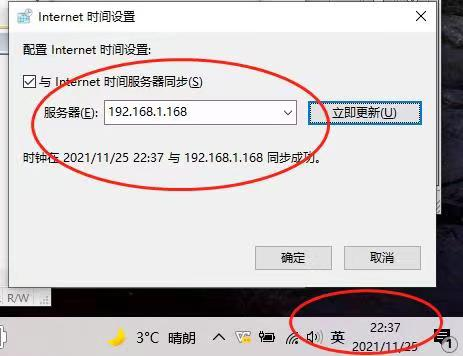 Internet 时间设置
配置 Internet 时间设置:
与 Internet 时间服务器同步(S)
服务器(E): 192.168.1.168 立即更新(U)
时钟在 2021/11/25 22:37 与 192.168.1.168 同步成功。
确定 取消
R/W
3°C 晴朗 英 22:37
2021/11/25 1